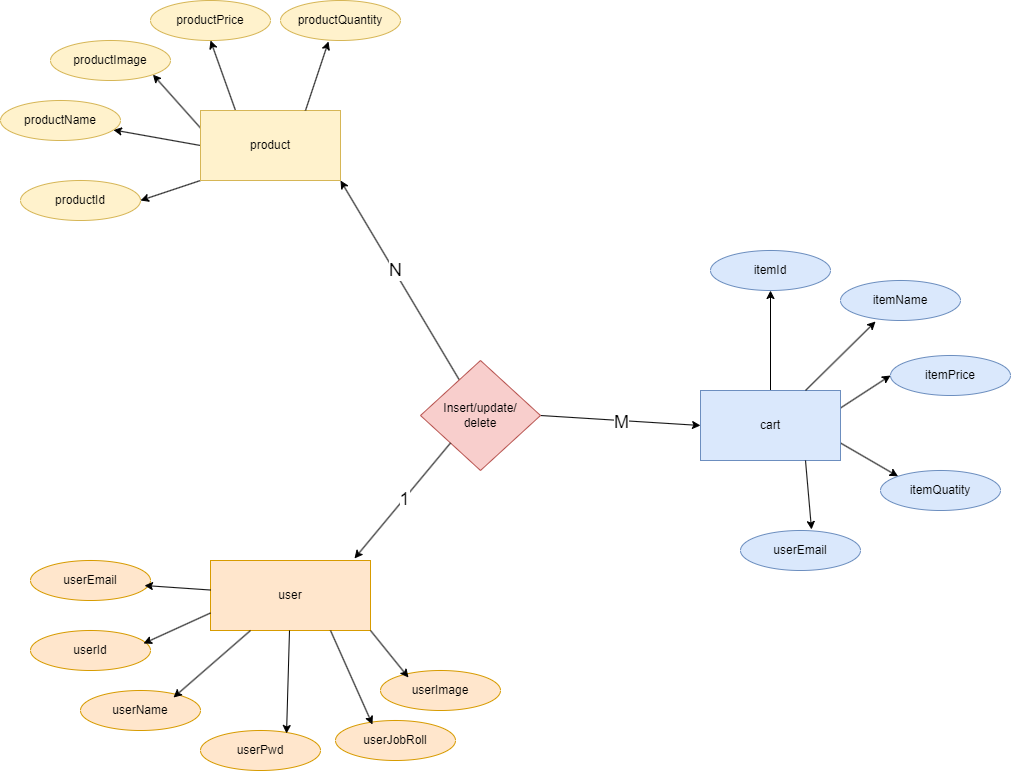 productPrice
productQuantity
productImage
productName
product
productId
N
itemId
itemName
itemPrice
Insert/update/
delete
M
cart
itemQuatity
1
userEmail
userEmail
user
userId
userImage
userName
userJobRoll
userPwd